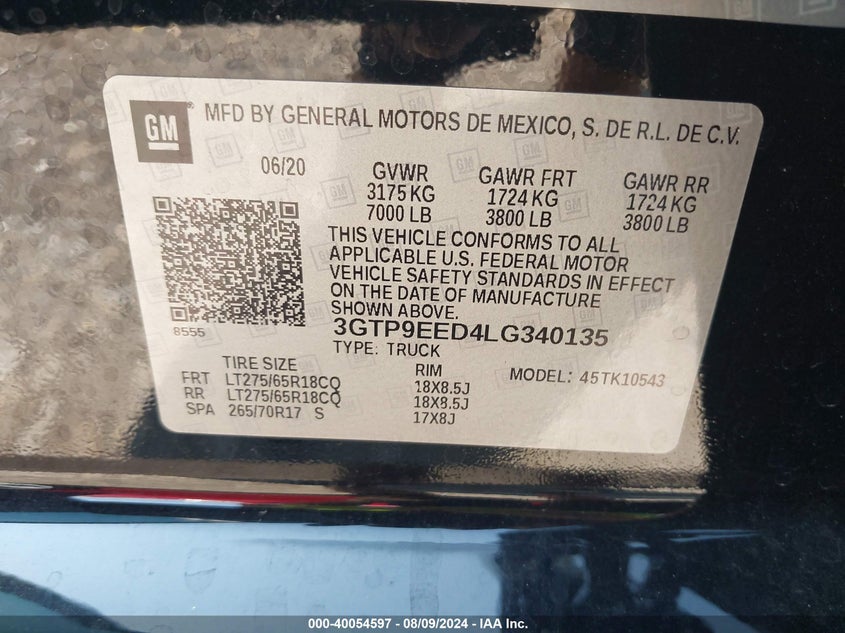 GM
MFD BY GENERAL MOTORS DE MEXICO, S. DE R.L. DE C.V.
06/20
GVWR GAWR FRT GAWR RR
3175 KG 1724 KG 1724 KG
7000 LB 3800 LB 3800 LB
THIS VEHICLE CONFORMS TO ALL
APPLICABLE U.S. FEDERAL MOTOR
VEHICLE SAFETY STANDARDS IN EFFECT
ON THE DATE OF MANUFACTURE
SHOWN ABOVE.
8555
3GTP9EED4LG340135
TYPE: TRUCK
TIRE SIZE RIM MODEL: 45TK10543
FRT LT275/65R18CQ 18X8.5J
RR LT275/65R18CQ 18X8.5J
SPA 265/70R17 S 17X8J
000-40054597 - 08/09/2024 - IAA Inc.